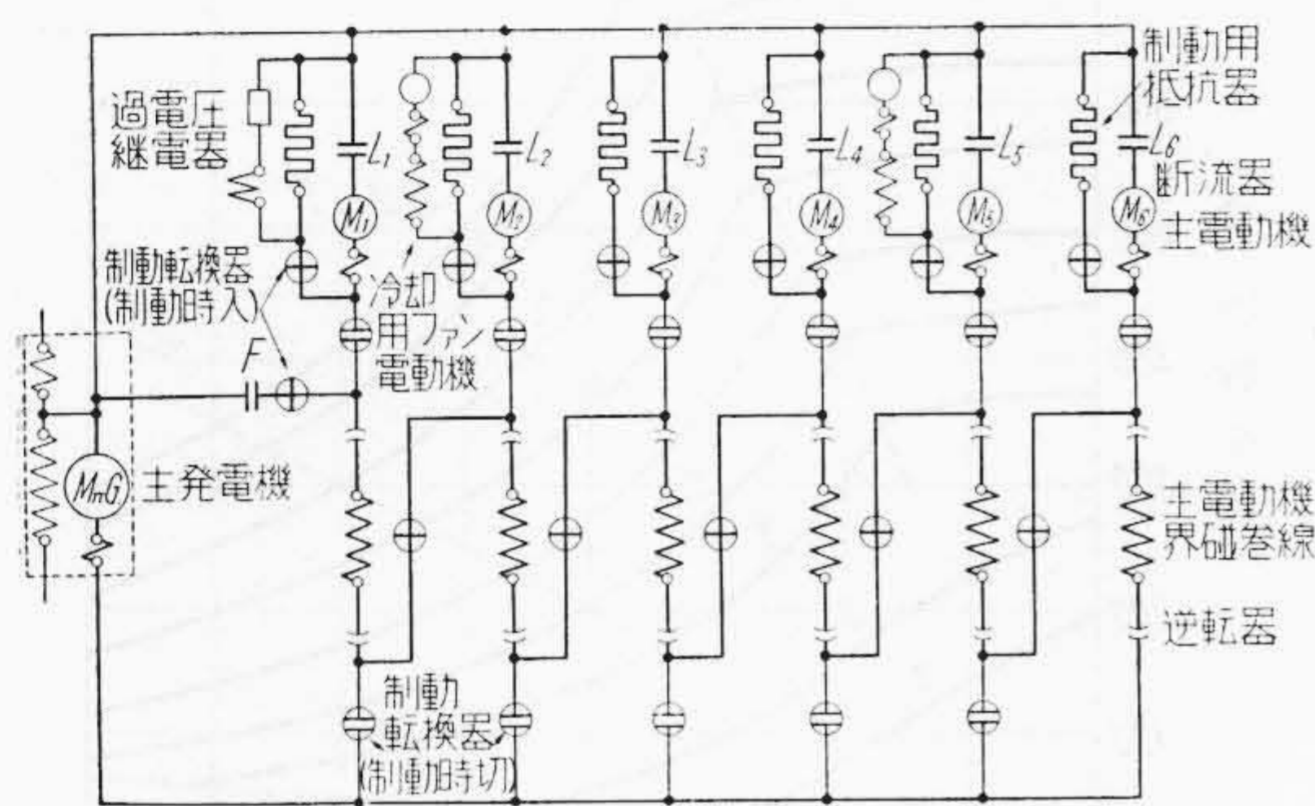 過電圧
継電器
制動転換器
(制動時入)
冷却
用ファン
電動機
制動用
抵抗器
L₁
L₂
L₃
L₄
L₅
L₆
断流器
M₁
M₂
M₃
M₄
M₅
M₆
主電動機
F
MnG
主発電機
主電動機
界磁巻線
逆転器
制動
転換器
(制動時切)